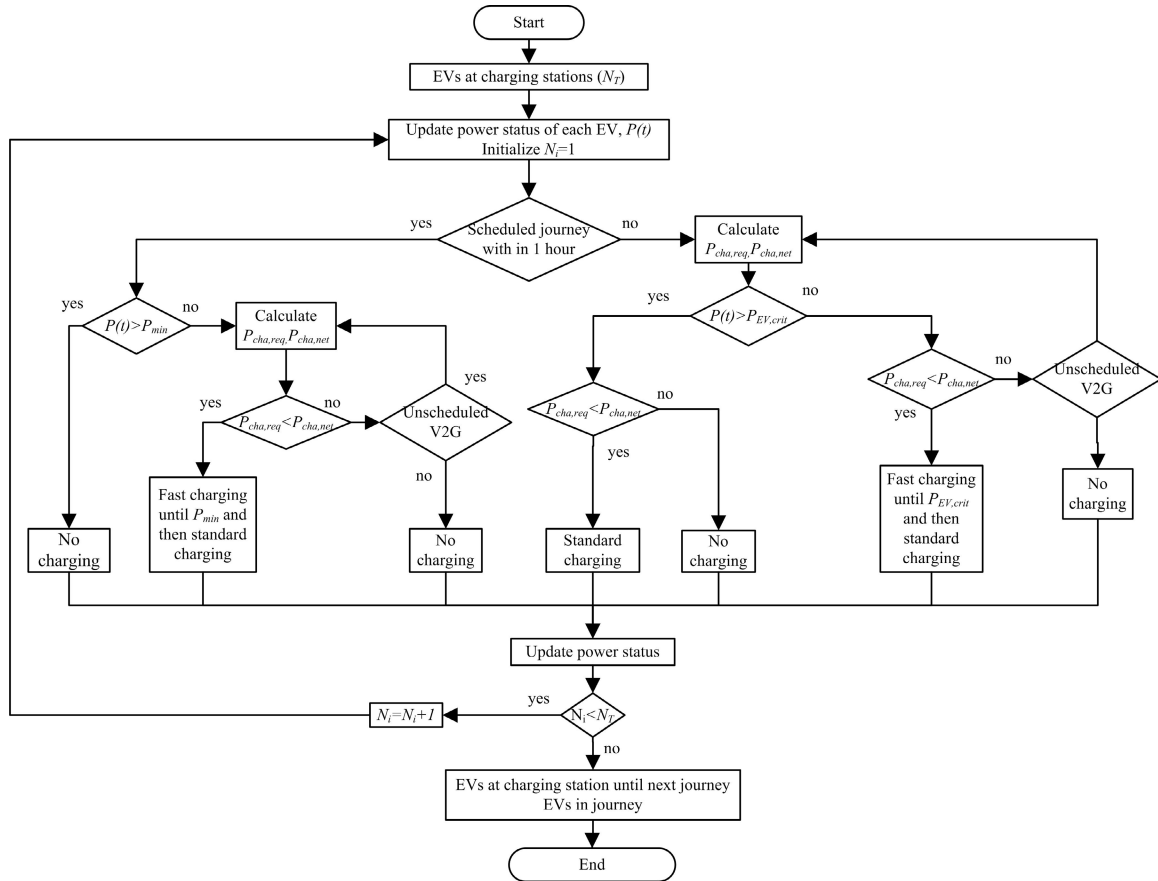 Start
EVs at charging stations (N_T)
Update power status of each EV, P(t)
Initialize N_i=1
yes
Scheduled journey
with in 1 hour
no
Calculate
P_cha,req,P_cha,net
yes
P(t)>P_min
no
Calculate
P_cha,req,P_cha,net
yes
P(t)>P_EV,crit
no
yes
P_cha,req<P_cha,net
no
Unscheduled
V2G
yes
no
P_cha,req<P_cha,net
no
yes
P_cha,req<P_cha,net
no
yes
Unscheduled
V2G
No
charging
Fast charging
until P_min and
then standard
charging
No
charging
Standard
charging
No
charging
Fast charging
until P_EV,crit
and then
standard
charging
No
charging
Update power status
N_i=N_i+1
yes
N_i<N_T
no
EVs at charging station until next journey
EVs in journey
End